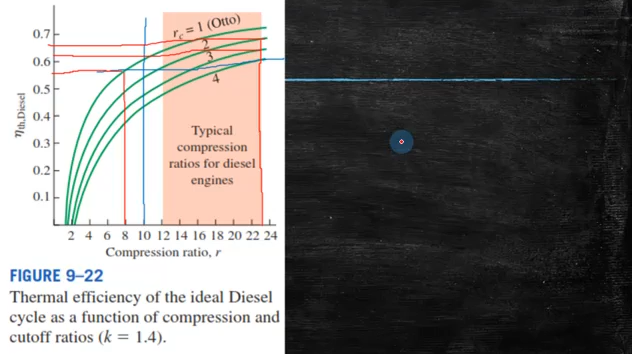 0.7
0.6
0.5
0.4
0.3
0.2
0.1
ηth,Diesel
rc = 1 (Otto)
2
3
4
Typical
compression
ratios for diesel
engines
2 4 6 8 10 12 14 16 18 20 22 24
Compression ratio, r
FIGURE 9–22
Thermal efficiency of the ideal Diesel
cycle as a function of compression and
cutoff ratios (k = 1.4).